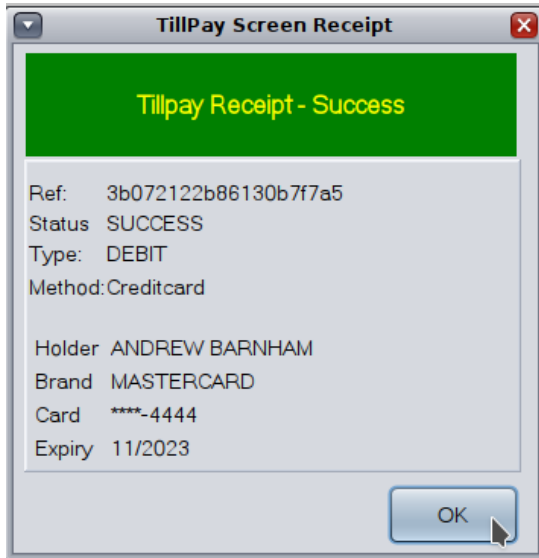 TillPay Screen Receipt
Tillpay Receipt - Success
Ref: 3b072122b86130b7f7a5
Status SUCCESS
Type: DEBIT
Method: Creditcard
Holder ANDREW BARNHAM
Brand MASTERCARD
Card ****-4444
Expiry 11/2023
OK